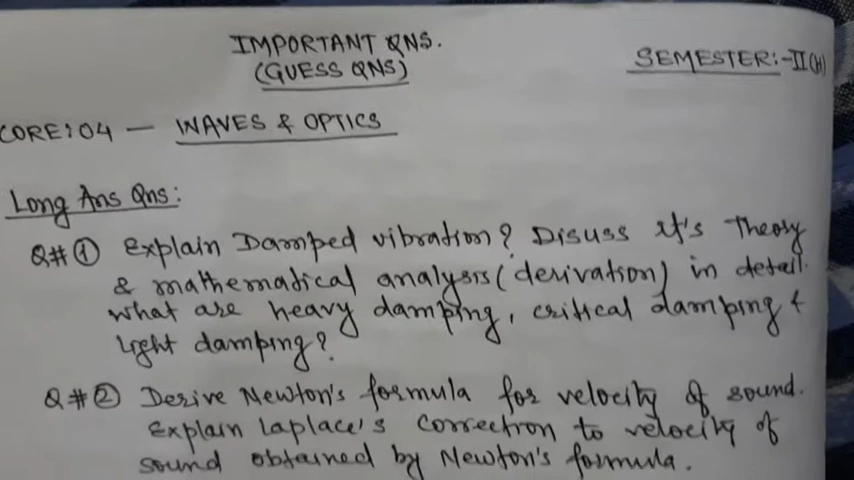 IMPORTANT QNS.
(GUESS QNS)
SEMESTER:-II(H)
CORE:04 — WAVES & OPTICS
Long Ans Qns:
Q#① Explain Damped vibration? Disuss it's Theory
& mathematical analysis (derivation) in detail.
what are heavy damping, critical damping &
light damping?
Q#② Derive Newton's formula for velocity of sound.
Explain Laplace's correction to velocity of
sound obtained by Newton's formula.